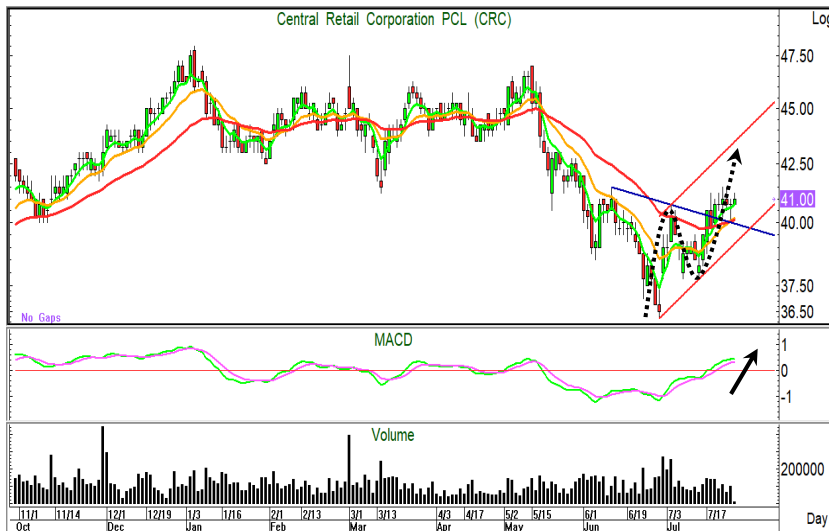 Central Retail Corporation PCL (CRC)
Log
47.50
45.00
42.50
41.00
40.00
37.50
36.50
No Gaps
MACD
1
0
-1
Volume
200000
11/1 11/14 12/1 12/19 1/3 1/16 2/1 2/13 3/1 3/13 4/3 4/17 5/2 5/15 6/1 6/19 7/3 7/17
Oct Dec Jan Feb Mar Apr May Jun Jul Day